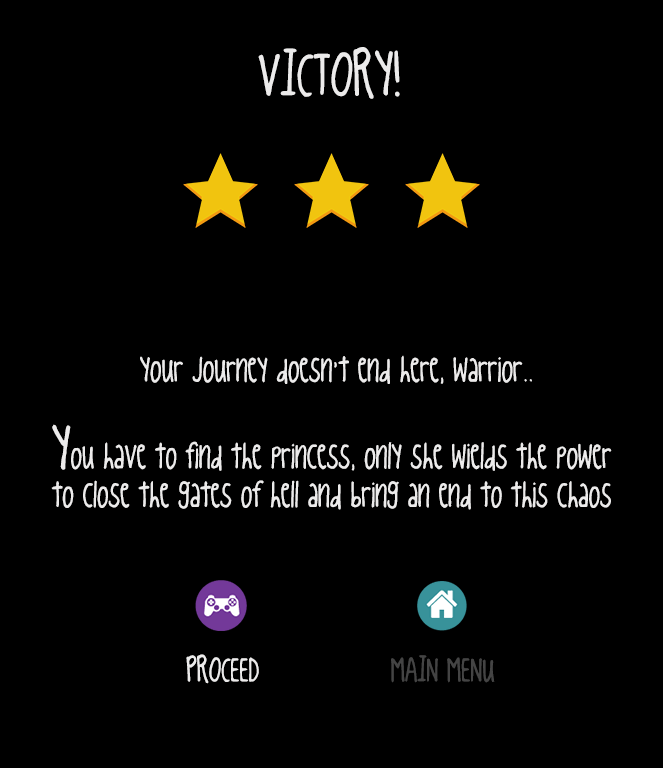 VICTORY!
Your Journey doesn't end here, Warrior..
You have to find the princess, only she wields the power
to close the gates of hell and bring an end to this chaos
PROCEED
MAIN MENU